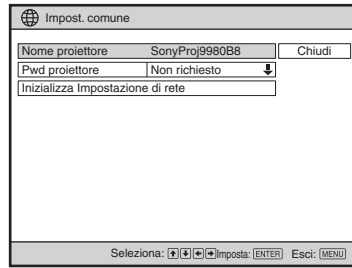 Impost. comune
Nome proiettore SonyProj9980B8 Chiudi
Pwd proiettore Non richiesto
Inizializza Impostazione di rete
Seleziona: Imposta: ENTER Esci: MENU